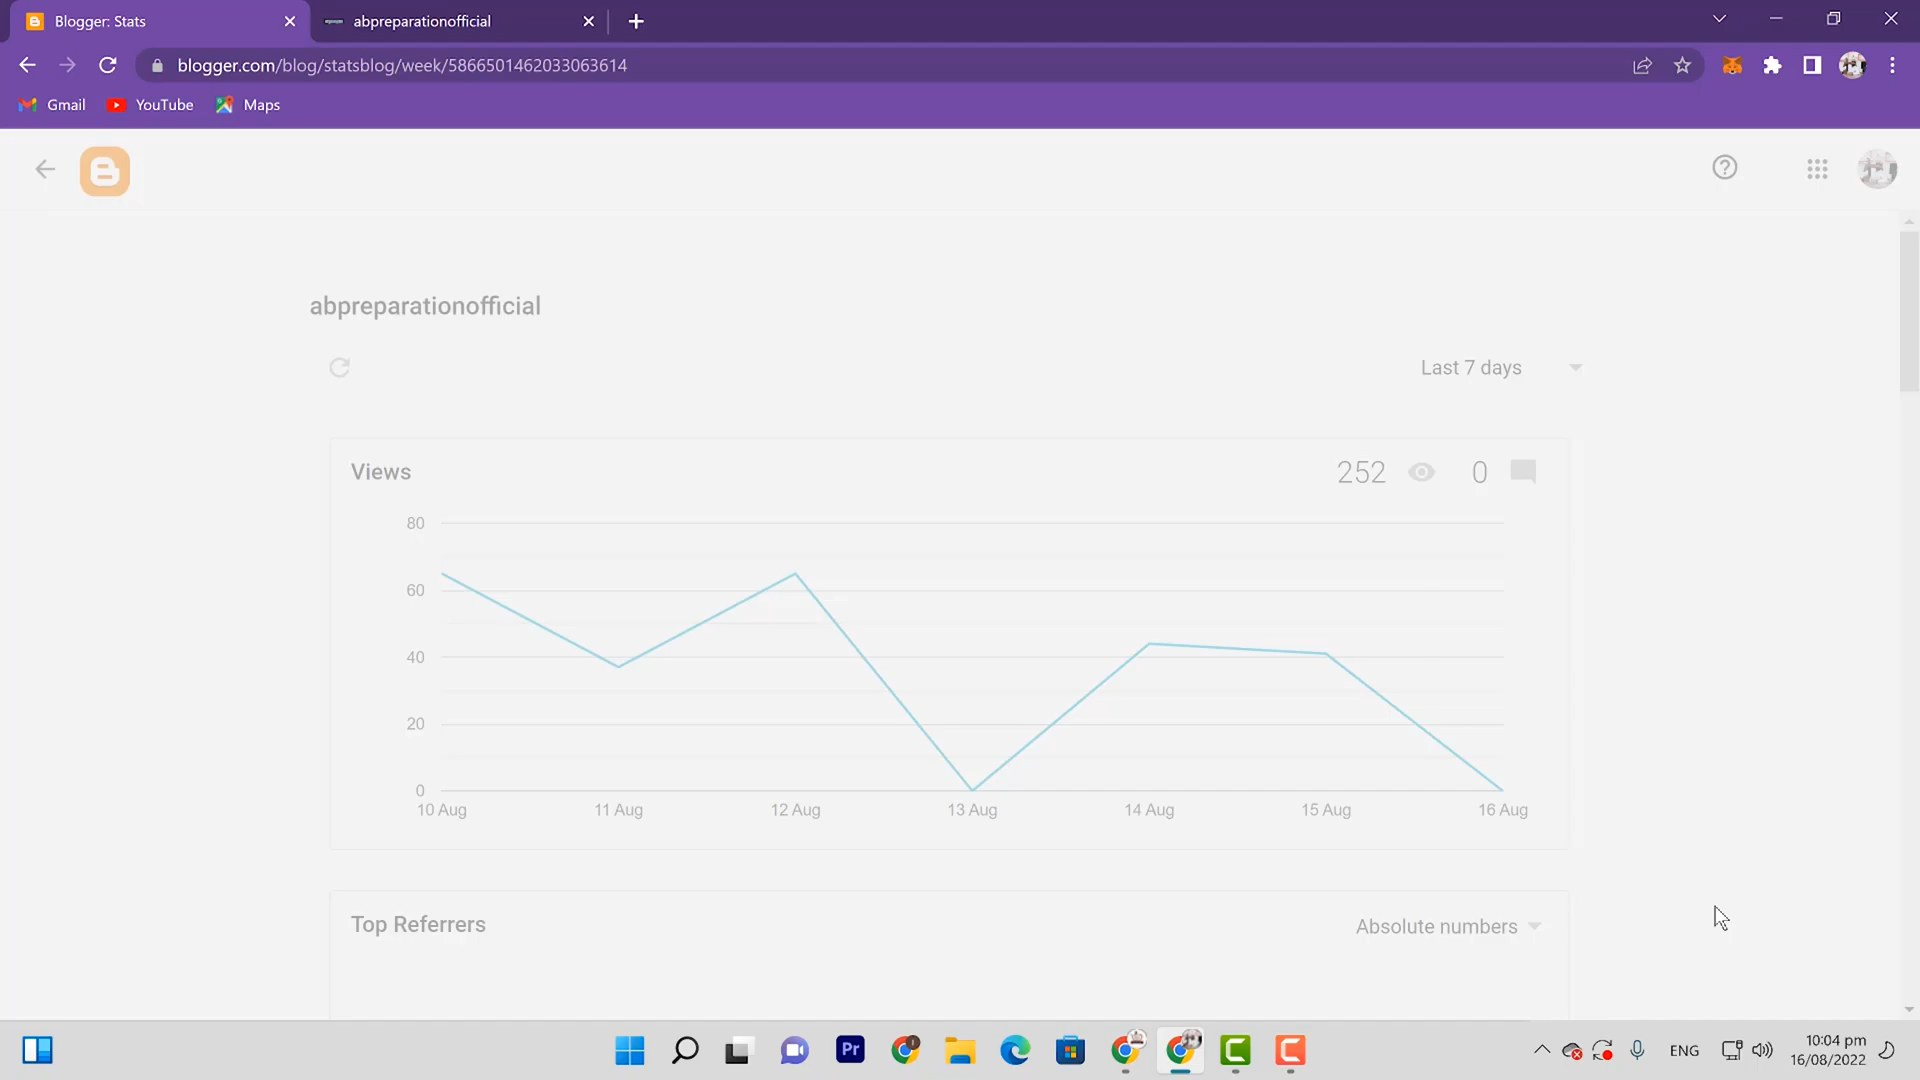 Blogger: Stats
abpreparationofficial
blogger.com/blog/statsblog/week/5866501462033063614
Gmail
YouTube
Maps
abpreparationofficial
Last 7 days
Views
252
0
80
60
40
20
0
10 Aug
11 Aug
12 Aug
13 Aug
14 Aug
15 Aug
16 Aug
Top Referrers
Absolute numbers
Pr
ENG
10:04 pm
16/08/2022